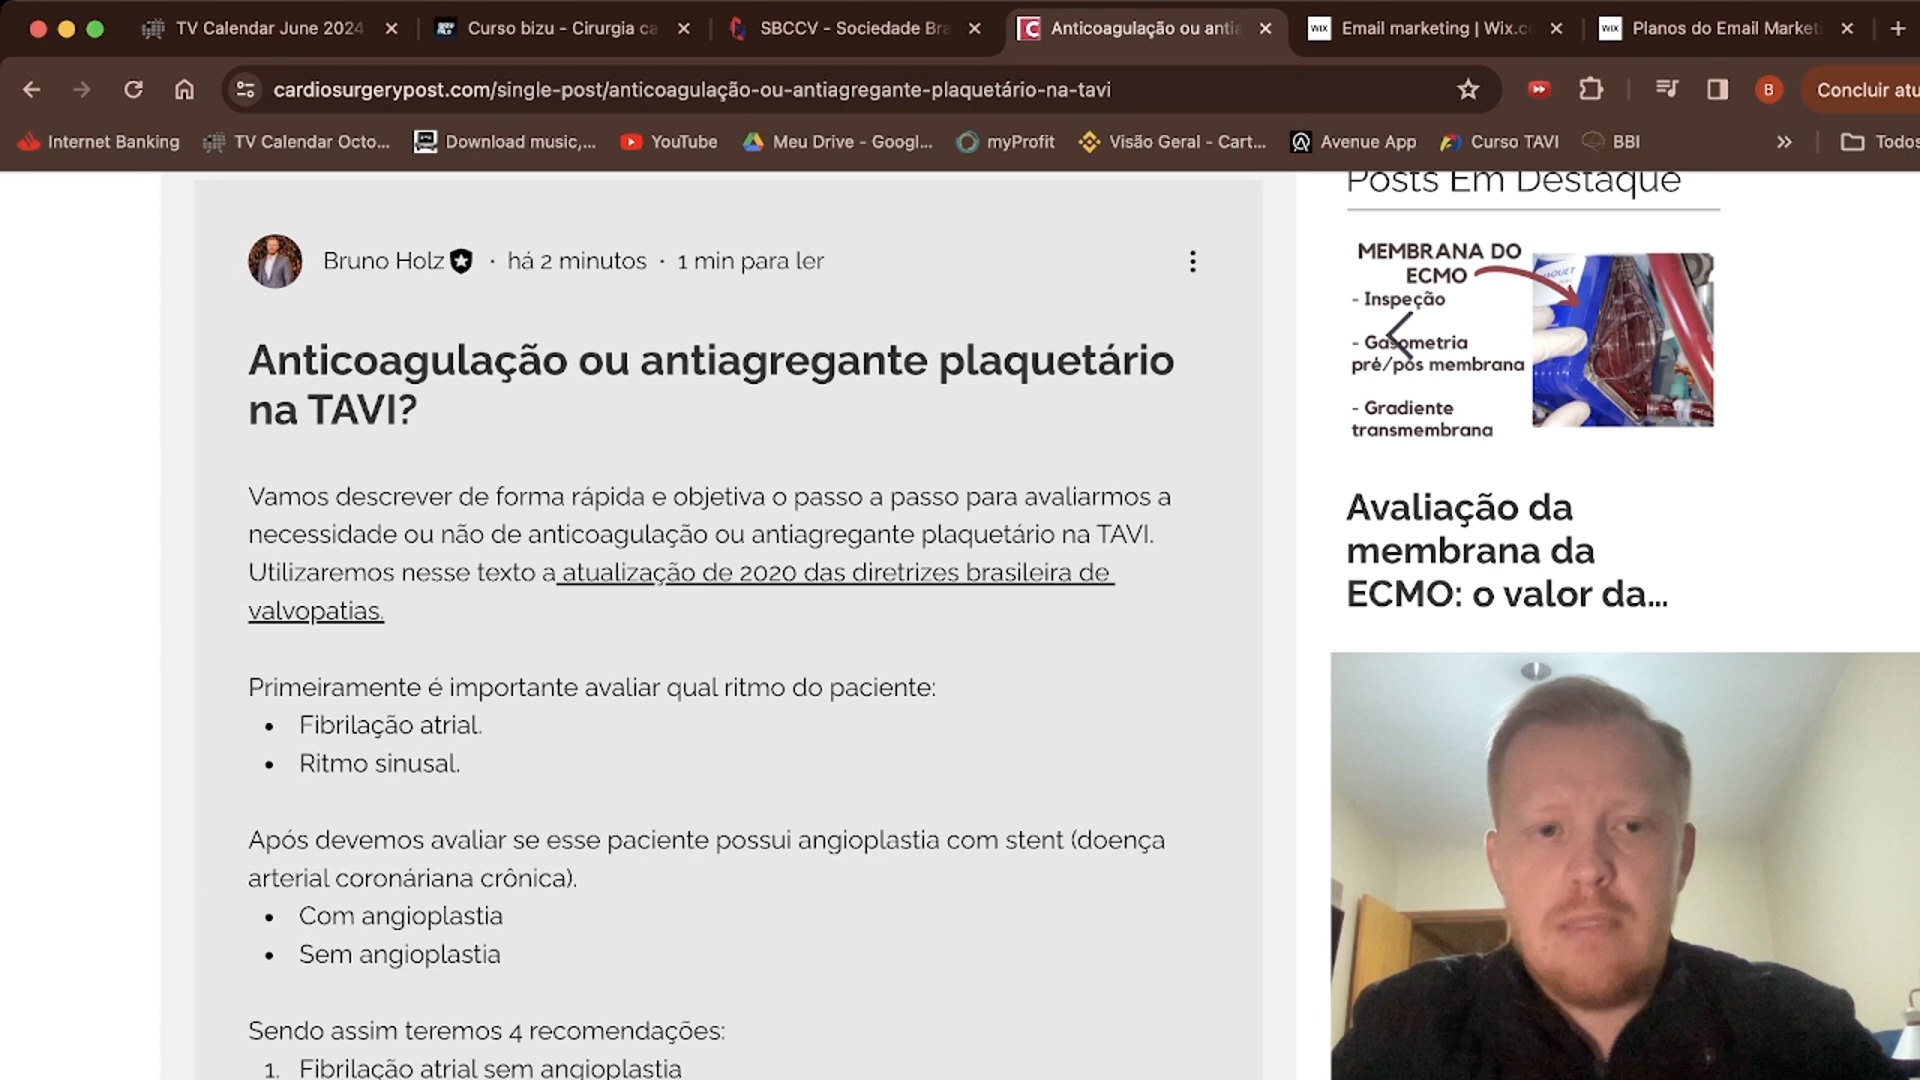 TV Calendar June 2024
Curso bizu - Cirurgia ca
SBCCV - Sociedade Bra
Anticoagulação ou antia
Email marketing | Wix.c
Planos do Email Market
cardiosurgerypost.com/single-post/anticoagulação-ou-antiagregante-plaquetário-na-tavi
B
Concluir atu
Internet Banking
TV Calendar Octo...
Download music,...
YouTube
Meu Drive - Googl...
myProfit
Visão Geral - Cart...
Avenue App
Curso TAVI
BBI
Todos
Bruno Holz · há 2 minutos · 1 min para ler
Anticoagulação ou antiagregante plaquetário
na TAVI?
Vamos descrever de forma rápida e objetiva o passo a passo para avaliarmos a
necessidade ou não de anticoagulação ou antiagregante plaquetário na TAVI.
Utilizaremos nesse texto a atualização de 2020 das diretrizes brasileira de
valvopatias.
Primeiramente é importante avaliar qual ritmo do paciente:
• Fibrilação atrial.
• Ritmo sinusal.
Após devemos avaliar se esse paciente possui angioplastia com stent (doença
arterial coronáriana crônica).
• Com angioplastia
• Sem angioplastia
Sendo assim teremos 4 recomendações:
1. Fibrilação atrial sem angioplastia
Posts Em Destaque
MEMBRANA DO
ECMO
- Inspeção
- Gasometria
pré/pós membrana
- Gradiente
transmembrana
Avaliação da
membrana da
ECMO: o valor da...